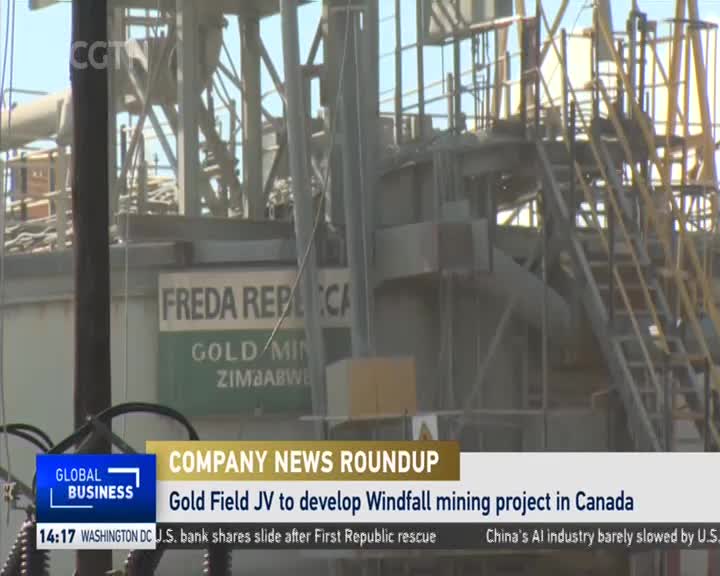 CGTN
FREDA REBECCA
GOLD MIN
ZIMBABWE
COMPANY NEWS ROUNDUP
GLOBAL
BUSINESS
Gold Field JV to develop Windfall mining project in Canada
14:17 WASHINGTON DC U.S. bank shares slide after First Republic rescue China's AI industry barely slowed by U.S.